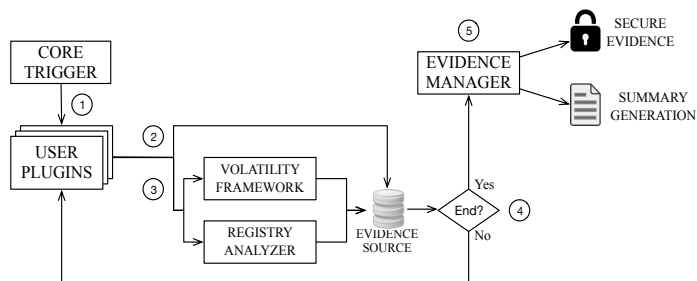 CORE
TRIGGER
1
USER
PLUGINS
2
3
VOLATILITY
FRAMEWORK
REGISTRY
ANALYZER
EVIDENCE
SOURCE
End?
Yes
No
4
5
EVIDENCE
MANAGER
SECURE
EVIDENCE
SUMMARY
GENERATION